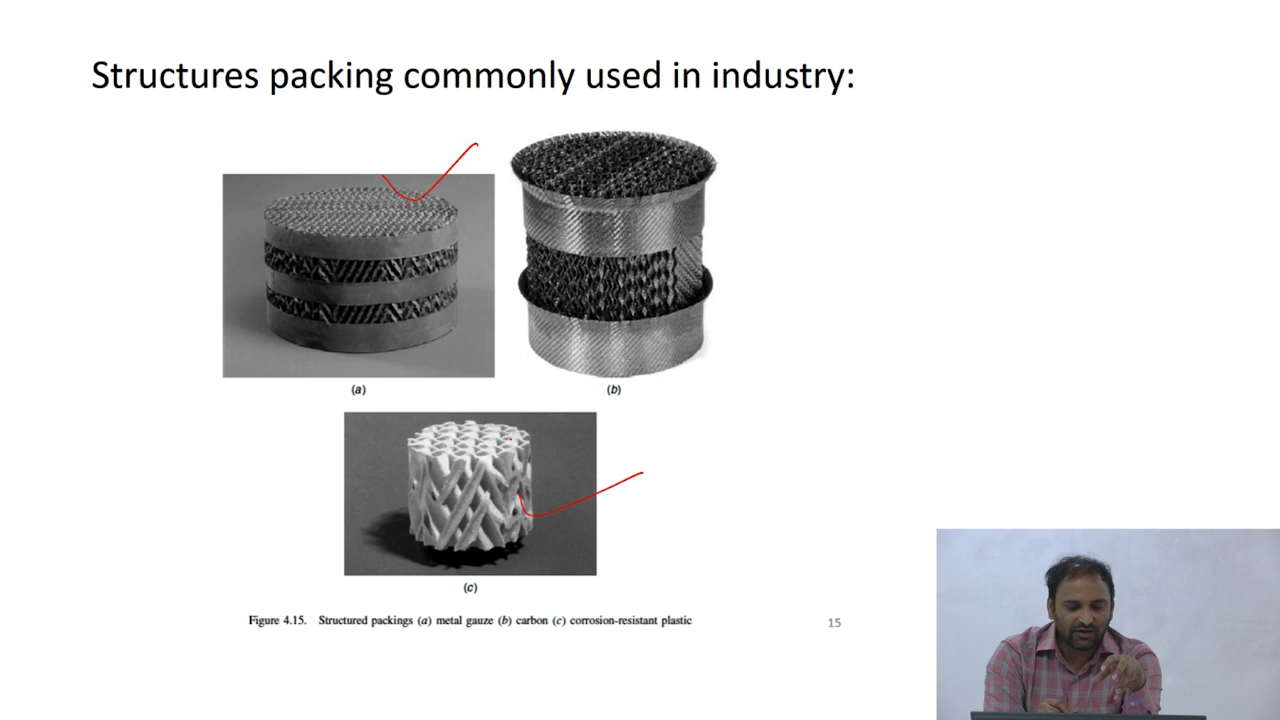 Structures packing commonly used in industry:
(a)
(b)
(c)
Figure 4.15. Structured packings (a) metal gauze (b) carbon (c) corrosion-resistant plastic
15